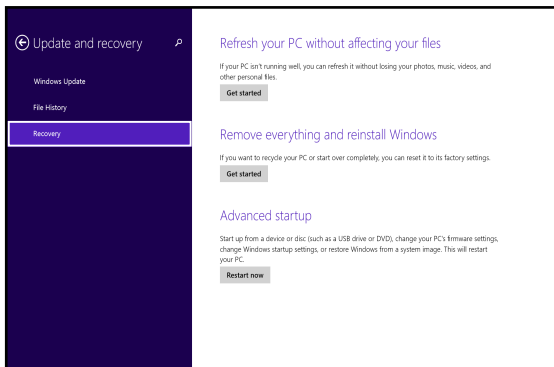 Update and recovery
Windows Update
File History
Recovery
Refresh your PC without affecting your files
If your PC isn't running well, you can refresh it without losing your photos, music, videos, and
other personal files.
Get started
Remove everything and reinstall Windows
If you want to recycle your PC or start over completely, you can reset it to its factory settings.
Get started
Advanced startup
Start up from a device or disc (such as a USB drive or DVD), change your PC's firmware settings,
change Windows startup settings, or restore Windows from a system image. This will restart
your PC.
Restart now